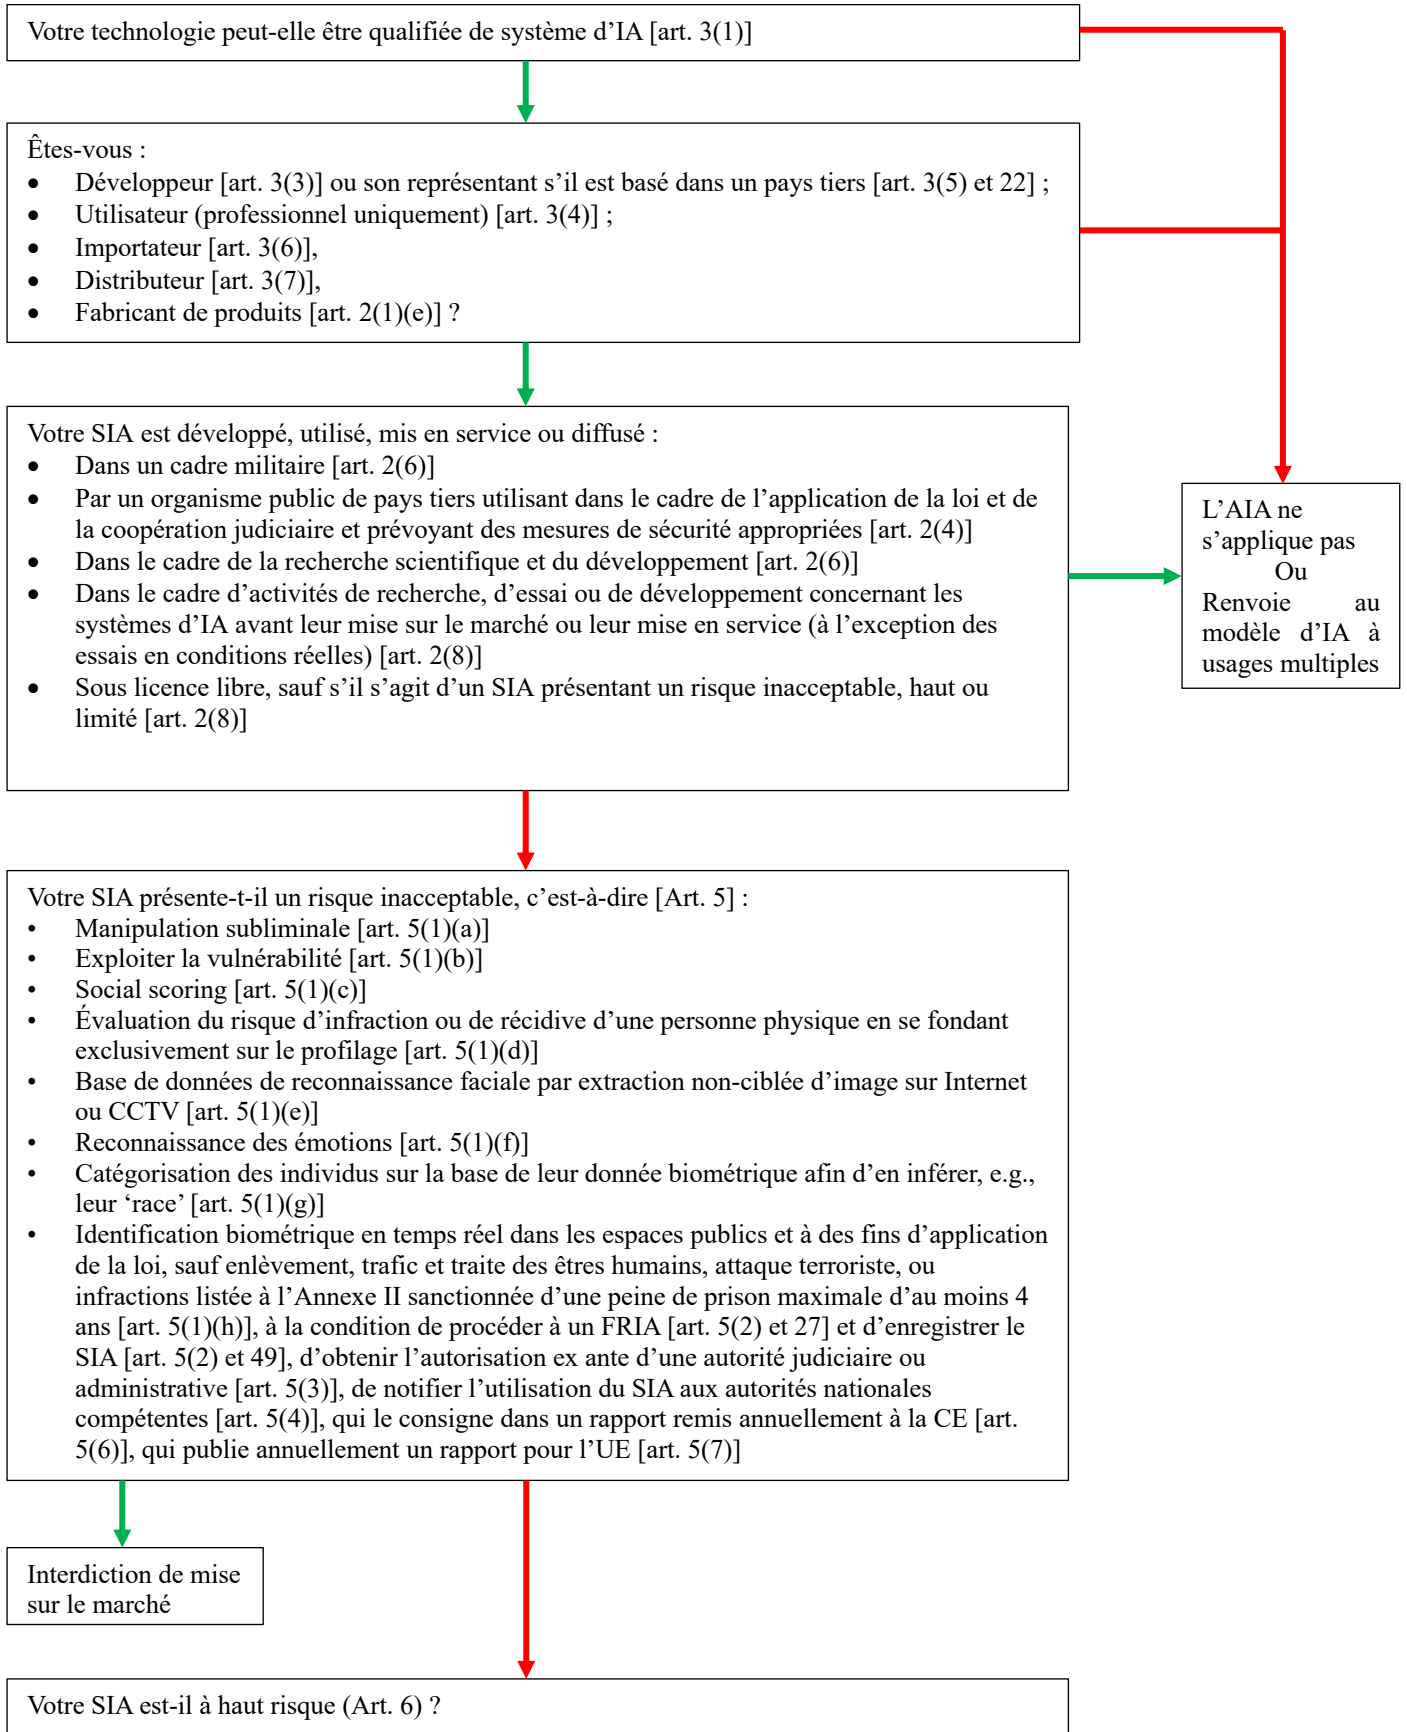 Votre technologie peut-elle être qualifiée de système d’IA [art. 3(1)]
Êtes-vous :
• Développeur [art. 3(3)] ou son représentant s’il est basé dans un pays tiers [art. 3(5) et 22] ;
• Utilisateur (professionnel uniquement) [art. 3(4)] ;
• Importateur [art. 3(6)],
• Distributeur [art. 3(7)],
• Fabricant de produits [art. 2(1)(e)] ?
Votre SIA est développé, utilisé, mis en service ou diffusé :
• Dans un cadre militaire [art. 2(6)]
• Par un organisme public de pays tiers utilisant dans le cadre de l’application de la loi et de
la coopération judiciaire et prévoyant des mesures de sécurité appropriées [art. 2(4)]
• Dans le cadre de la recherche scientifique et du développement [art. 2(6)]
• Dans le cadre d’activités de recherche, d’essai ou de développement concernant les
systèmes d’IA avant leur mise sur le marché ou leur mise en service (à l’exception des
essais en conditions réelles) [art. 2(8)]
• Sous licence libre, sauf s’il s’agit d’un SIA présentant un risque inacceptable, haut ou
limité [art. 2(8)]
L’AIA ne
s’applique pas
Ou
Renvoie au
modèle d’IA à
usages multiples
Votre SIA présente-t-il un risque inacceptable, c’est-à-dire [Art. 5] :
• Manipulation subliminale [art. 5(1)(a)]
• Exploiter la vulnérabilité [art. 5(1)(b)]
• Social scoring [art. 5(1)(c)]
• Évaluation du risque d’infraction ou de récidive d’une personne physique en se fondant
exclusivement sur le profilage [art. 5(1)(d)]
• Base de données de reconnaissance faciale par extraction non-ciblée d’image sur Internet
ou CCTV [art. 5(1)(e)]
• Reconnaissance des émotions [art. 5(1)(f)]
• Catégorisation des individus sur la base de leur donnée biométrique afin d’en inférer, e.g.,
leur ‘race’ [art. 5(1)(g)]
• Identification biométrique en temps réel dans les espaces publics et à des fins d’application
de la loi, sauf enlèvement, trafic et traite des êtres humains, attaque terroriste, ou
infractions listée à l’Annexe II sanctionnée d’une peine de prison maximale d’au moins 4
ans [art. 5(1)(h)], à la condition de procéder à un FRIA [art. 5(2) et 27] et d’enregistrer le
SIA [art. 5(2) et 49], d’obtenir l’autorisation ex ante d’une autorité judiciaire ou
administrative [art. 5(3)], de notifier l’utilisation du SIA aux autorités nationales
compétentes [art. 5(4)], qui le consigne dans un rapport remis annuellement à la CE [art.
5(6)], qui publie annuellement un rapport pour l’UE [art. 5(7)]
Interdiction de mise
sur le marché
Votre SIA est-il à haut risque (Art. 6) ?